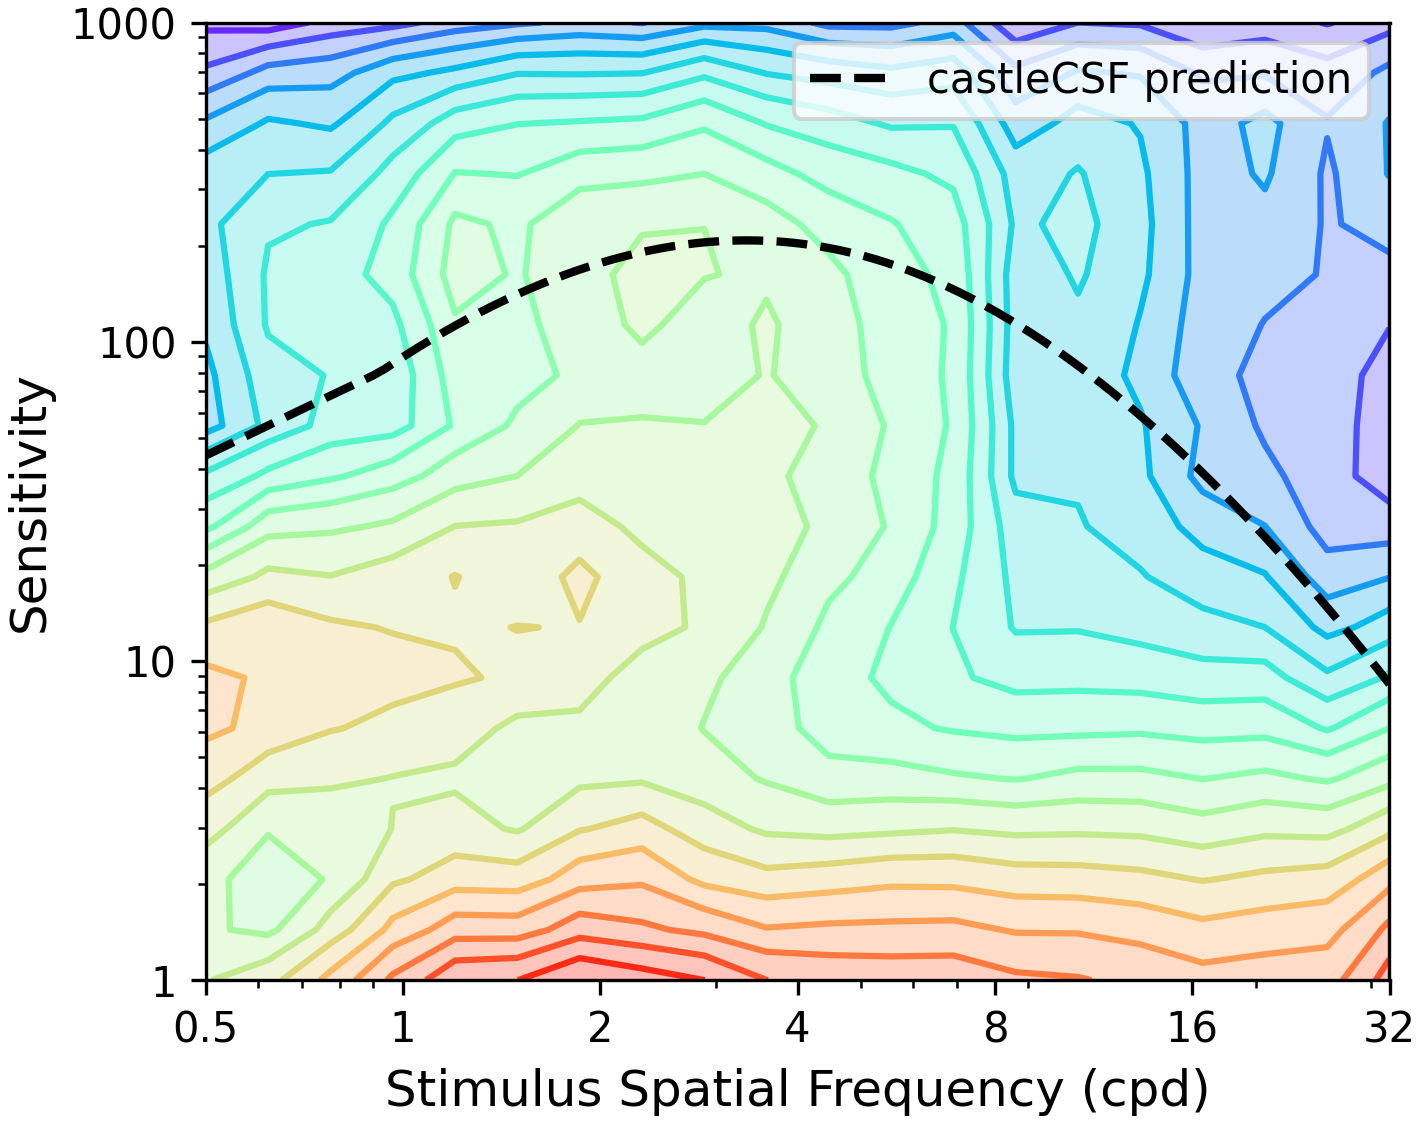 1000
100
10
1
Sensitivity
castleCSF prediction
0.5 1 2 4 8 16 32
Stimulus Spatial Frequency (cpd)